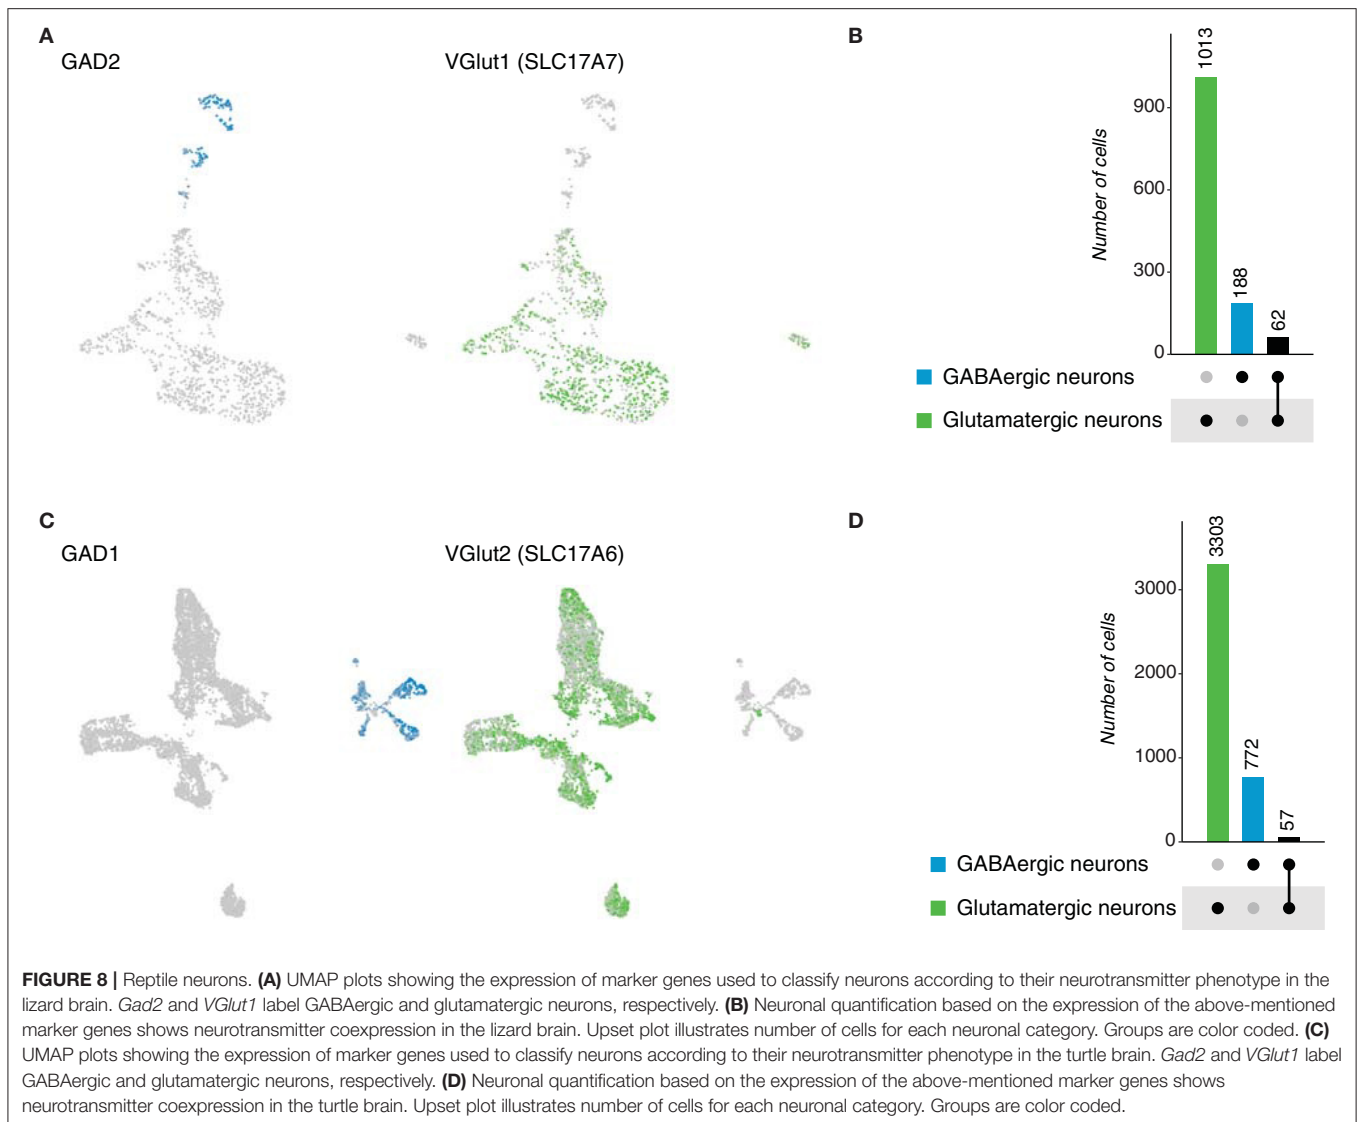 A
GAD2
VGlut1 (SLC17A7)
B
Number of cells
900
600
300
0
1013
188
62
GABAergic neurons
Glutamatergic neurons
C
GAD1
VGlut2 (SLC17A6)
D
Number of cells
3000
2000
1000
0
3303
772
57
GABAergic neurons
Glutamatergic neurons
FIGURE 8 | Reptile neurons. (A) UMAP plots showing the expression of marker genes used to classify neurons according to their neurotransmitter phenotype in the
lizard brain. Gad2 and VGlut1 label GABAergic and glutamatergic neurons, respectively. (B) Neuronal quantification based on the expression of the above-mentioned
marker genes shows neurotransmitter coexpression in the lizard brain. Upset plot illustrates number of cells for each neuronal category. Groups are color coded. (C)
UMAP plots showing the expression of marker genes used to classify neurons according to their neurotransmitter phenotype in the turtle brain. Gad2 and VGlut1 label
GABAergic and glutamatergic neurons, respectively. (D) Neuronal quantification based on the expression of the above-mentioned marker genes shows
neurotransmitter coexpression in the turtle brain. Upset plot illustrates number of cells for each neuronal category. Groups are color coded.